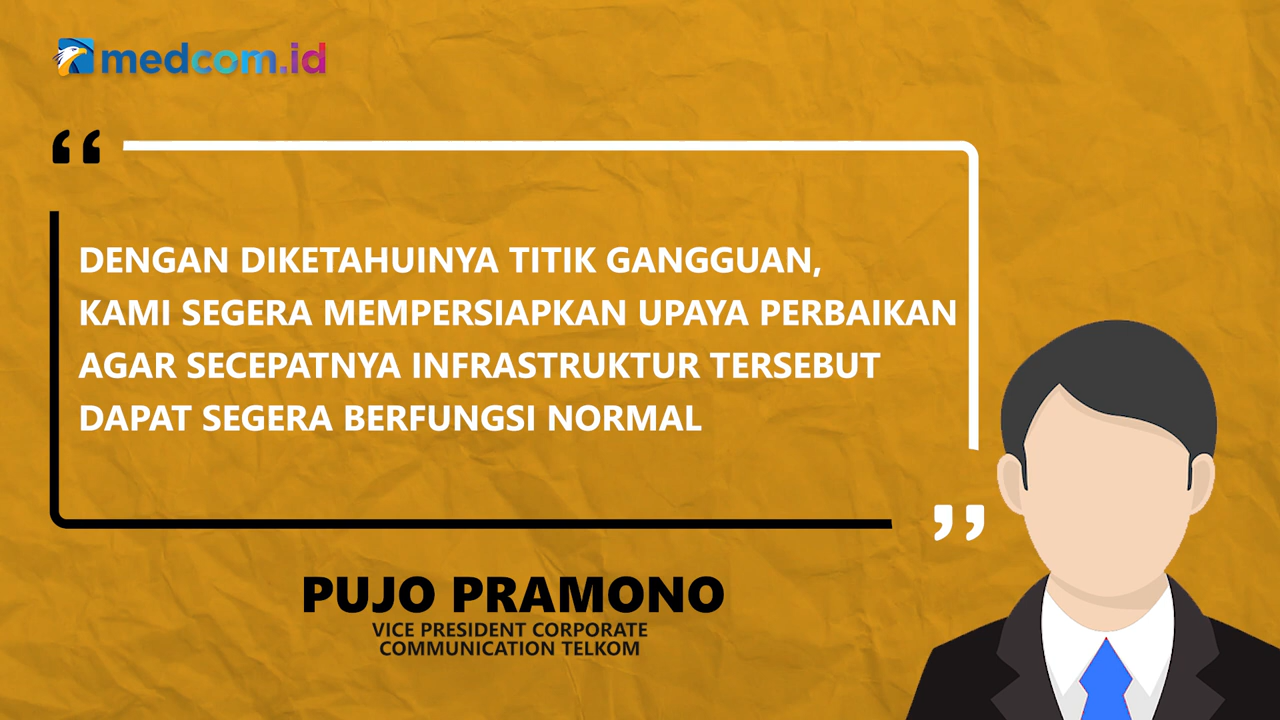 medcom.id
“
DENGAN DIKETAHUINYA TITIK GANGGUAN,
KAMI SEGERA MEMPERSIAPKAN UPAYA PERBAIKAN
AGAR SECEPATNYA INFRASTRUKTUR TERSEBUT
DAPAT SEGERA BERFUNGSI NORMAL
”
PUJO PRAMONO
VICE PRESIDENT CORPORATE
COMMUNICATION TELKOM